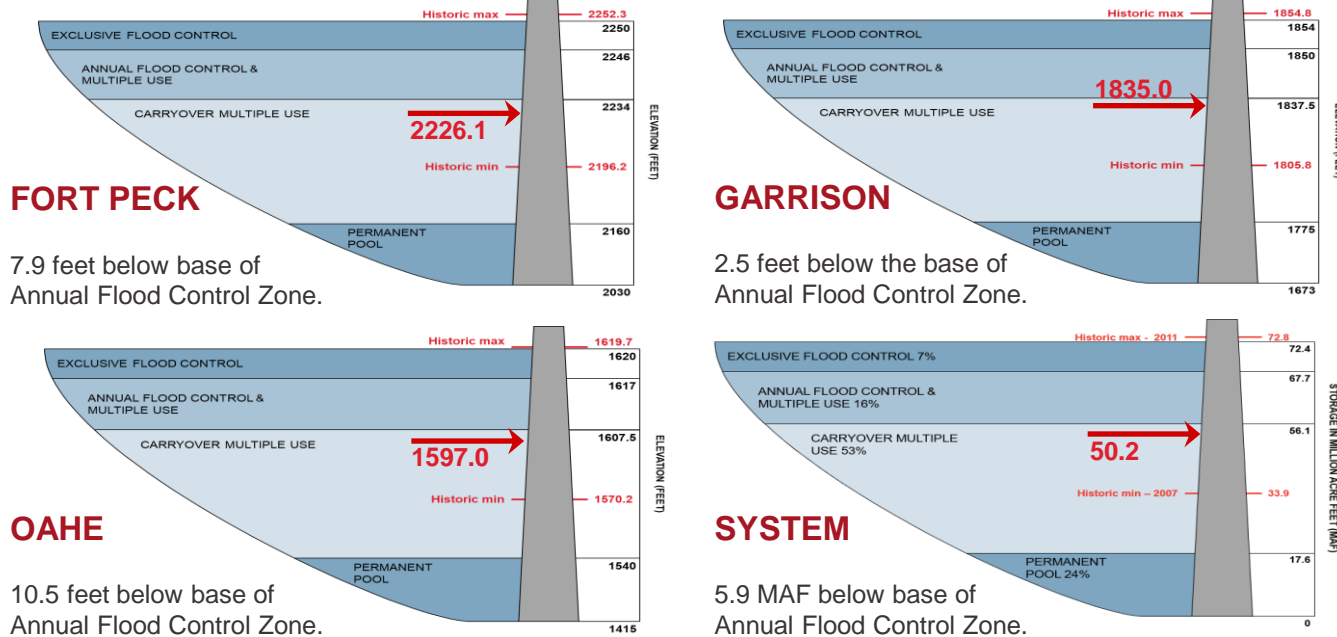 Historic max
2252.3
2250
EXCLUSIVE FLOOD CONTROL
2246
ANNUAL FLOOD CONTROL &
MULTIPLE USE
2234
CARRYOVER MULTIPLE USE
2226.1
Historic min
2196.2
ELEVATION (FEET)
FORT PECK
2160
PERMANENT
POOL
7.9 feet below base of
Annual Flood Control Zone.
2030
Historic max
1854.8
1854
EXCLUSIVE FLOOD CONTROL
1850
ANNUAL FLOOD CONTROL &
MULTIPLE USE
1835.0
1837.5
CARRYOVER MULTIPLE USE
Historic min
1805.8
ELEVATION (FEET)
GARRISON
1775
PERMANENT
POOL
2.5 feet below the base of
Annual Flood Control Zone.
1673
Historic max
1619.7
1620
EXCLUSIVE FLOOD CONTROL
1617
ANNUAL FLOOD CONTROL &
MULTIPLE USE
1607.5
CARRYOVER MULTIPLE USE
1597.0
Historic min
1570.2
ELEVATION (FEET)
OAHE
1540
PERMANENT
POOL
10.5 feet below base of
Annual Flood Control Zone.
1415
Historic max - 2011
72.8
72.4
EXCLUSIVE FLOOD CONTROL 7%
67.7
ANNUAL FLOOD CONTROL &
MULTIPLE USE 16%
56.1
CARRYOVER MULTIPLE
USE 53%
50.2
Historic min – 2007
33.9
STORAGE IN MILLION ACRE FEET (MAF)
SYSTEM
17.6
PERMANENT
POOL 24%
5.9 MAF below base of
Annual Flood Control Zone.
0